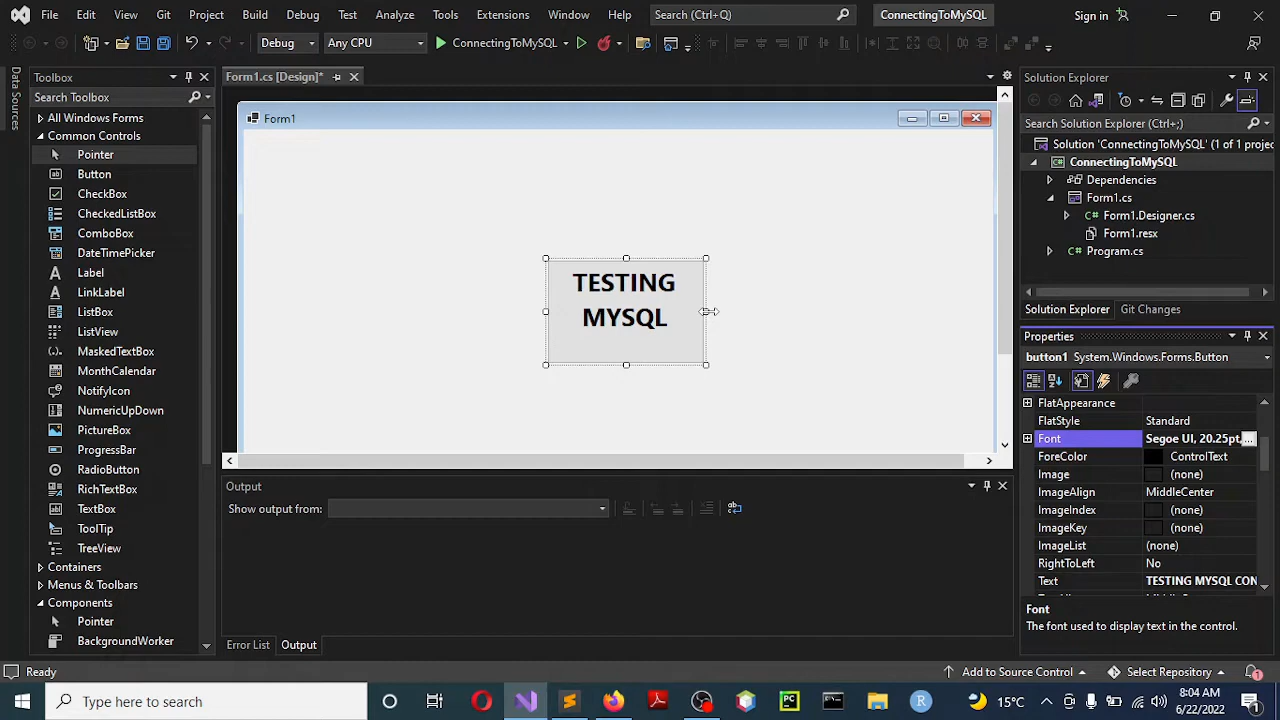 File Edit View Git Project Build Debug Test Analyze Tools Extensions Window Help Search (Ctrl+Q) ConnectingToMySQL Sign in
Debug Any CPU ConnectingToMySQL
Data Sources
Toolbox
Search Toolbox
All Windows Forms
Common Controls
Pointer
Button
CheckBox
CheckedListBox
ComboBox
DateTimePicker
Label
LinkLabel
ListBox
ListView
MaskedTextBox
MonthCalendar
NotifyIcon
NumericUpDown
PictureBox
ProgressBar
RadioButton
RichTextBox
TextBox
ToolTip
TreeView
Containers
Menus & Toolbars
Components
Pointer
BackgroundWorker
Form1.cs [Design]*
Form1
TESTING
MYSQL
Output
Show output from:
Error List Output
Solution Explorer
Search Solution Explorer (Ctrl+;)
Solution 'ConnectingToMySQL' (1 of 1 projec
C# ConnectingToMySQL
Dependencies
Form1.cs
C# Form1.Designer.cs
Form1.resx
C# Program.cs
Solution Explorer Git Changes
Properties
button1 System.Windows.Forms.Button
FlatAppearance
FlatStyle Standard
Font Segoe UI, 20.25pt, ...
ForeColor ControlText
Image (none)
ImageAlign MiddleCenter
ImageIndex (none)
ImageKey (none)
ImageList (none)
RightToLeft No
Text TESTING MYSQL CON
Font
The font used to display text in the control.
Ready Add to Source Control Select Repository 1
Type here to search PC R 15°C 8:04 AM
6/22/2022